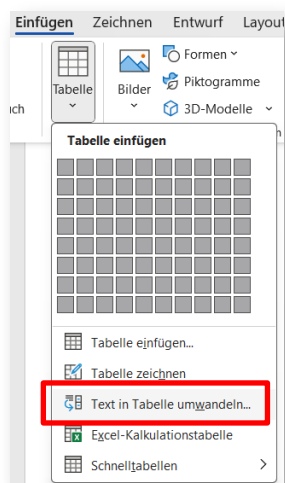 Einfügen Zeichnen Entwurf Layout
Tabelle
Bilder
Formen
Piktogramme
3D-Modelle
Tabelle einfügen
Tabelle einfügen...
Tabelle zeichnen
Text in Tabelle umwandeln...
Excel-Kalkulationstabelle
Schnelltabellen